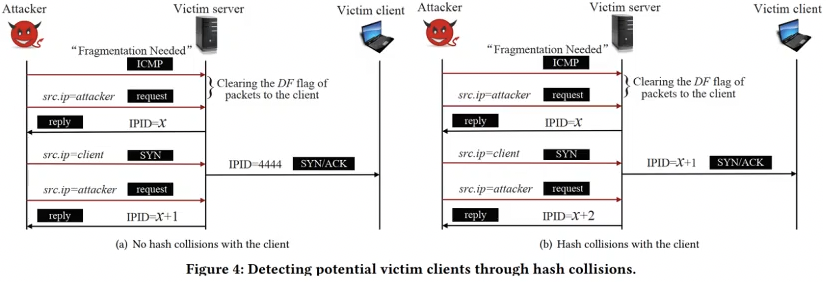 Attacker Victim server Victim client
“Fragmentation Needed”
ICMP
Clearing the DF flag of
packets to the client
src.ip=attacker request
reply IPID=x
src.ip=client SYN
IPID=4444 SYN/ACK
src.ip=attacker request
reply IPID=x+1
(a) No hash collisions with the client
Attacker Victim server Victim client
“Fragmentation Needed”
ICMP
Clearing the DF flag of
packets to the client
src.ip=attacker request
reply IPID=x
src.ip=client SYN
IPID=x+1 SYN/ACK
src.ip=attacker request
reply IPID=x+2
(b) Hash collisions with the client
Figure 4: Detecting potential victim clients through hash collisions.